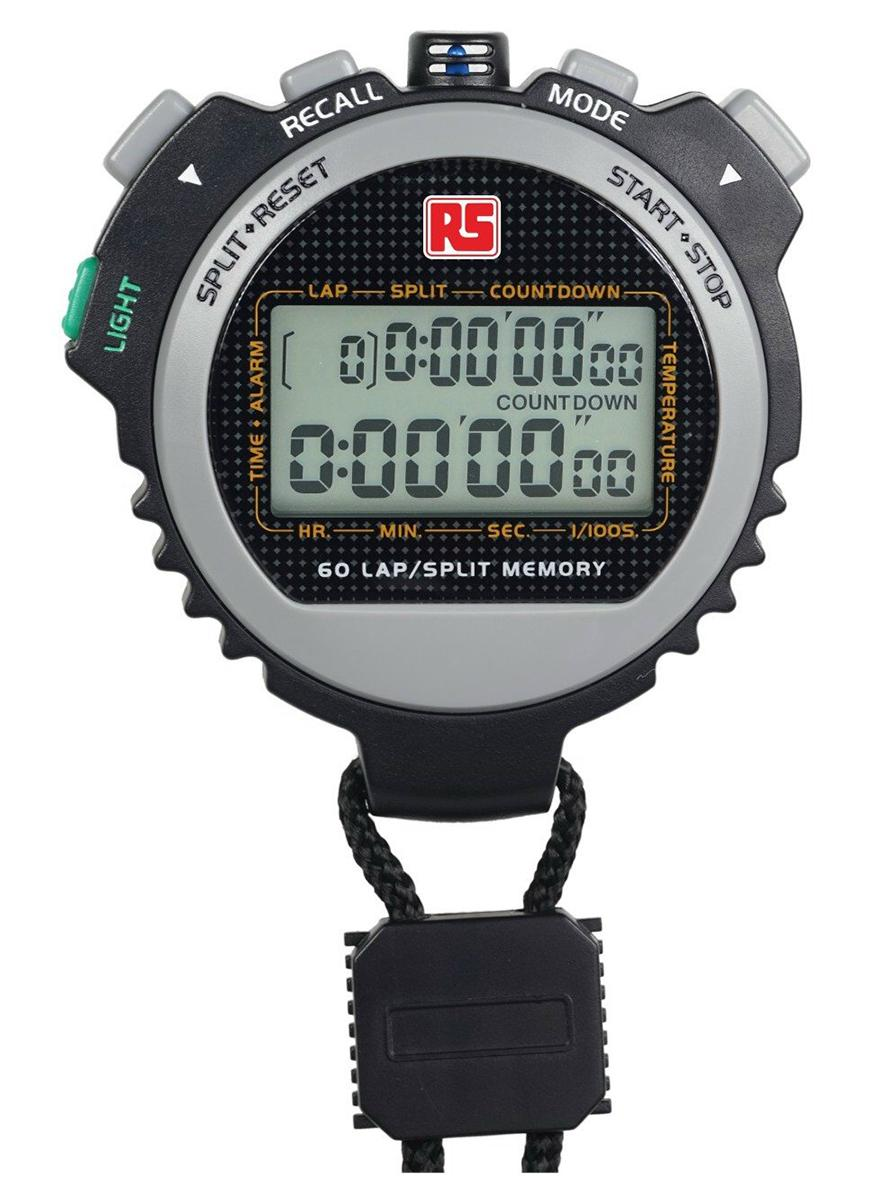 RECALL
MODE
SPLIT•RESET
START•STOP
LIGHT
RS
LAP SPLIT COUNTDOWN
TIME • ALARM
TEMPERATURE
[ 0] 0:00'00"00
COUNTDOWN
0:00'00"00
HR. MIN. SEC. 1/100S.
60 LAP/SPLIT MEMORY